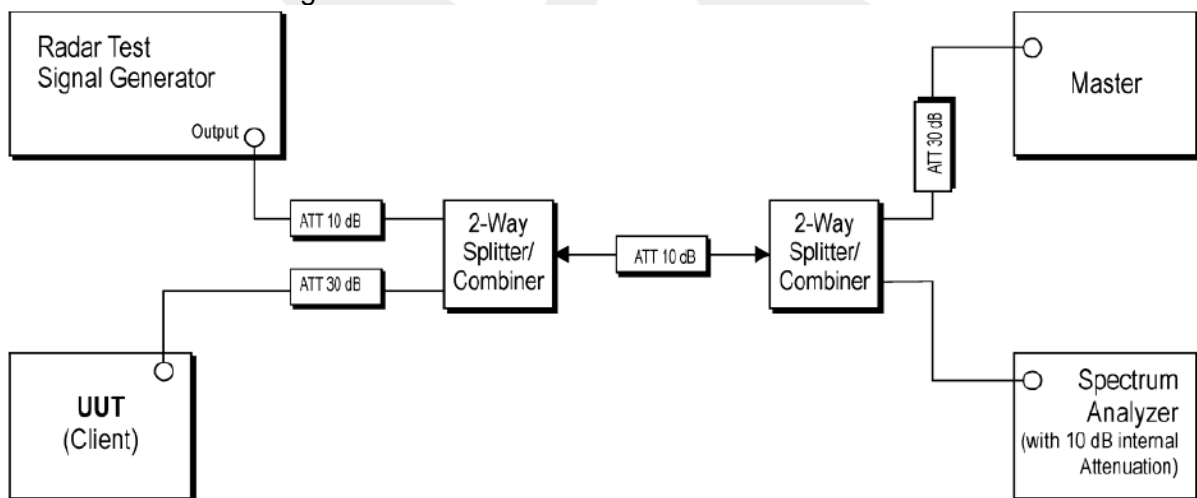 Radar Test
Signal Generator
Output
ATT 10 dB
2-Way
Splitter/
Combiner
ATT 30 dB
ATT 10 dB
2-Way
Splitter/
Combiner
ATT 30 dB
Master
UUT
(Client)
Spectrum
Analyzer
(with 10 dB internal
Attenuation)